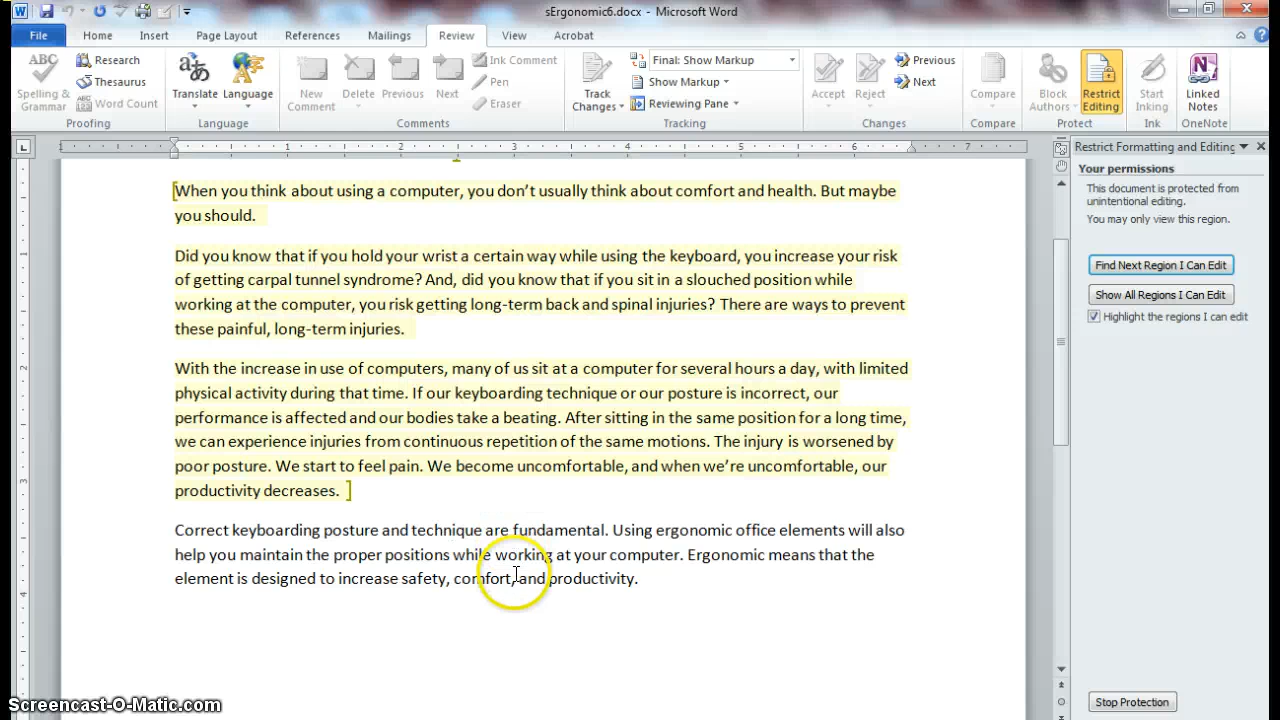 sErgonomic6.docx - Microsoft Word
File Home Insert Page Layout References Mailings Review View Acrobat
ABC Spelling & Grammar Research Thesaurus ABC 123 Word Count Proofing
Translate Language Language
New Comment Delete Previous Next Ink Comment Pen Eraser Comments
Track Changes Final: Show Markup Show Markup Reviewing Pane Tracking
Accept Reject Previous Next Changes
Compare Compare
Block Authors Restrict Editing Protect
Start Inking Ink
Linked Notes OneNote
1 1 2 3 4 5 6 7
When you think about using a computer, you don't usually think about comfort and health. But maybe
you should.
Did you know that if you hold your wrist a certain way while using the keyboard, you increase your risk
of getting carpal tunnel syndrome? And, did you know that if you sit in a slouched position while
working at the computer, you risk getting long-term back and spinal injuries? There are ways to prevent
these painful, long-term injuries.
With the increase in use of computers, many of us sit at a computer for several hours a day, with limited
physical activity during that time. If our keyboarding technique or our posture is incorrect, our
performance is affected and our bodies take a beating. After sitting in the same position for a long time,
we can experience injuries from continuous repetition of the same motions. The injury is worsened by
poor posture. We start to feel pain. We become uncomfortable, and when we're uncomfortable, our
productivity decreases.
Correct keyboarding posture and technique are fundamental. Using ergonomic office elements will also
help you maintain the proper positions while working at your computer. Ergonomic means that the
element is designed to increase safety, comfort, and productivity.
Restrict Formatting and Editing
Your permissions
This document is protected from
unintentional editing.
You may only view this region.
Find Next Region I Can Edit
Show All Regions I Can Edit
Highlight the regions I can edit
Stop Protection
Screencast-O-Matic.com